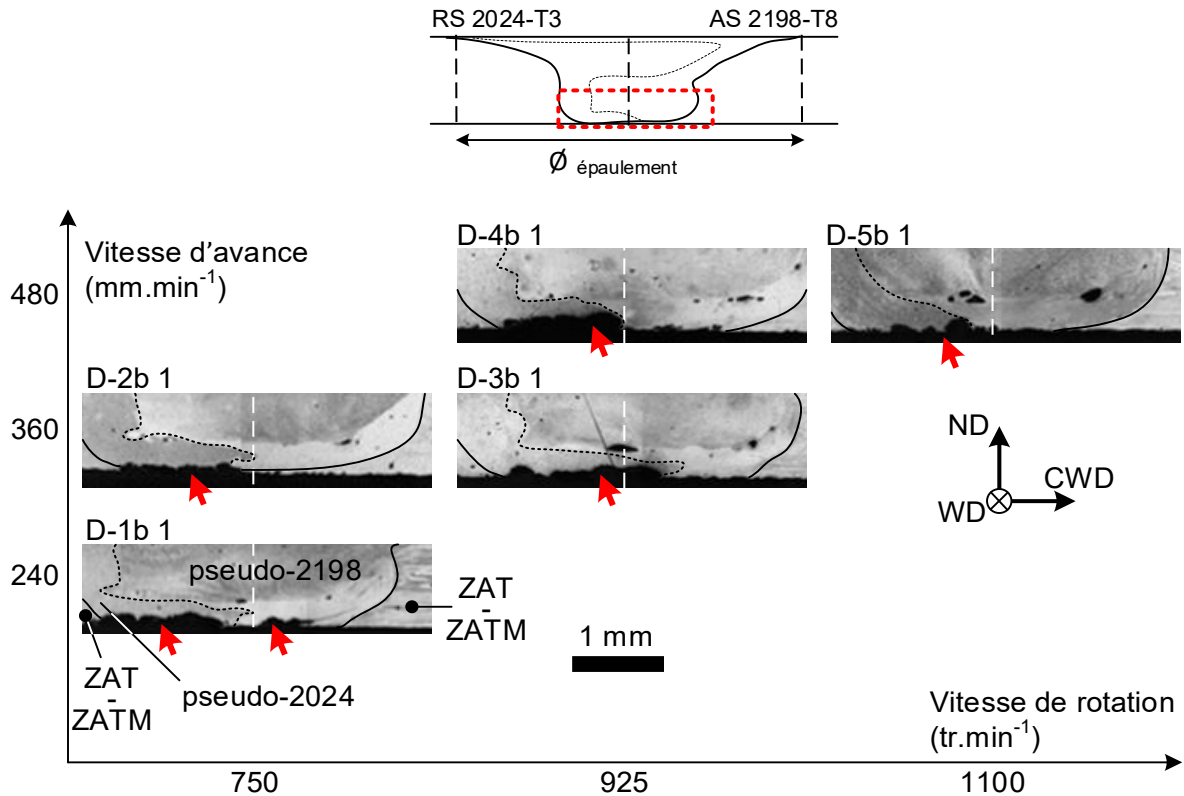 RS 2024-T3
AS 2198-T8
Ø épaulement
Vitesse d’avance
(mm.min-1)
D-4b 1
D-5b 1
480
D-2b 1
D-3b 1
360
ND
CWD
WD
D-1b 1
240
pseudo-2198
ZAT
-
ZATM
1 mm
ZAT
-
ZATM
pseudo-2024
Vitesse de rotation
(tr.min-1)
750
925
1100